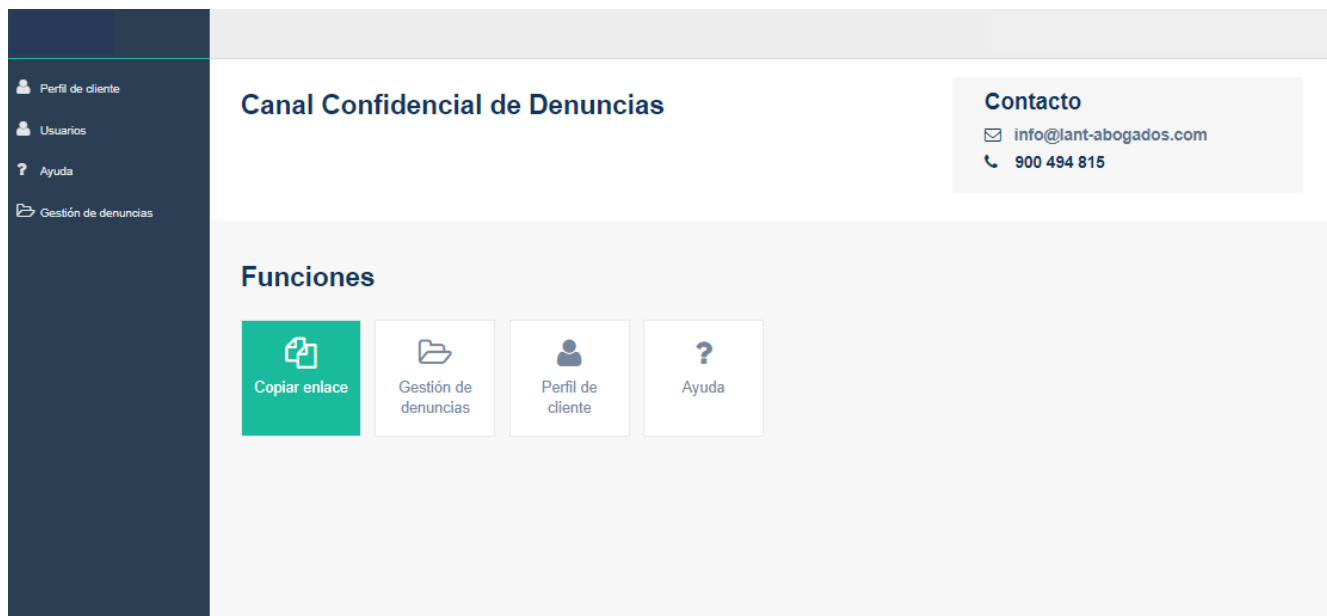 Perfil de cliente
Usuarios
? Ayuda
Gestión de denuncias
Canal Confidencial de Denuncias
Contacto
info@lant-abogados.com
900 494 815
Funciones
Copiar enlace
Gestión de
denuncias
Perfil de
cliente
?
Ayuda